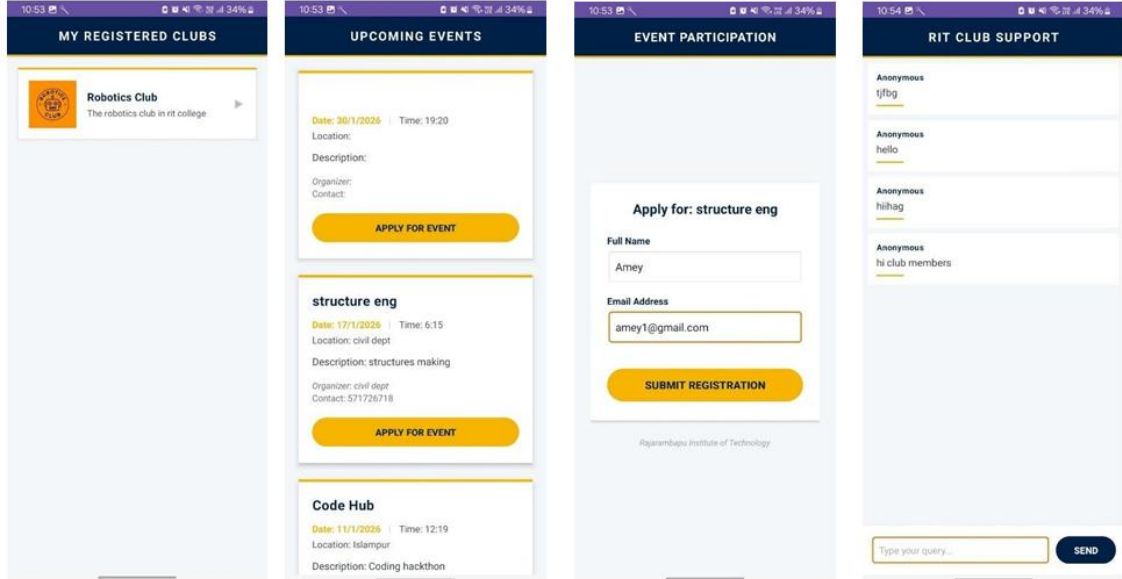 10:53
34%
MY REGISTERED CLUBS
ROBOTICS
CLUB
Robotics Club
The robotics club in rit college
10:53
34%
UPCOMING EVENTS
Date: 30/1/2026 | Time: 19:20
Location:
Description:
Organizer:
Contact:
APPLY FOR EVENT
structure eng
Date: 17/1/2026 | Time: 6:15
Location: civil dept
Description: structures making
Organizer: civil dept
Contact: 571726718
APPLY FOR EVENT
Code Hub
Date: 11/1/2026 | Time: 12:19
Location: Islampur
Description: Coding hackthon
10:53
34%
EVENT PARTICIPATION
Apply for: structure eng
Full Name
Amey
Email Address
amey1@gmail.com
SUBMIT REGISTRATION
Rajarambapu Institute of Technology
10:54
34%
RIT CLUB SUPPORT
Anonymous
tjfbg
Anonymous
hello
Anonymous
hiihag
Anonymous
hi club members
Type your query...
SEND